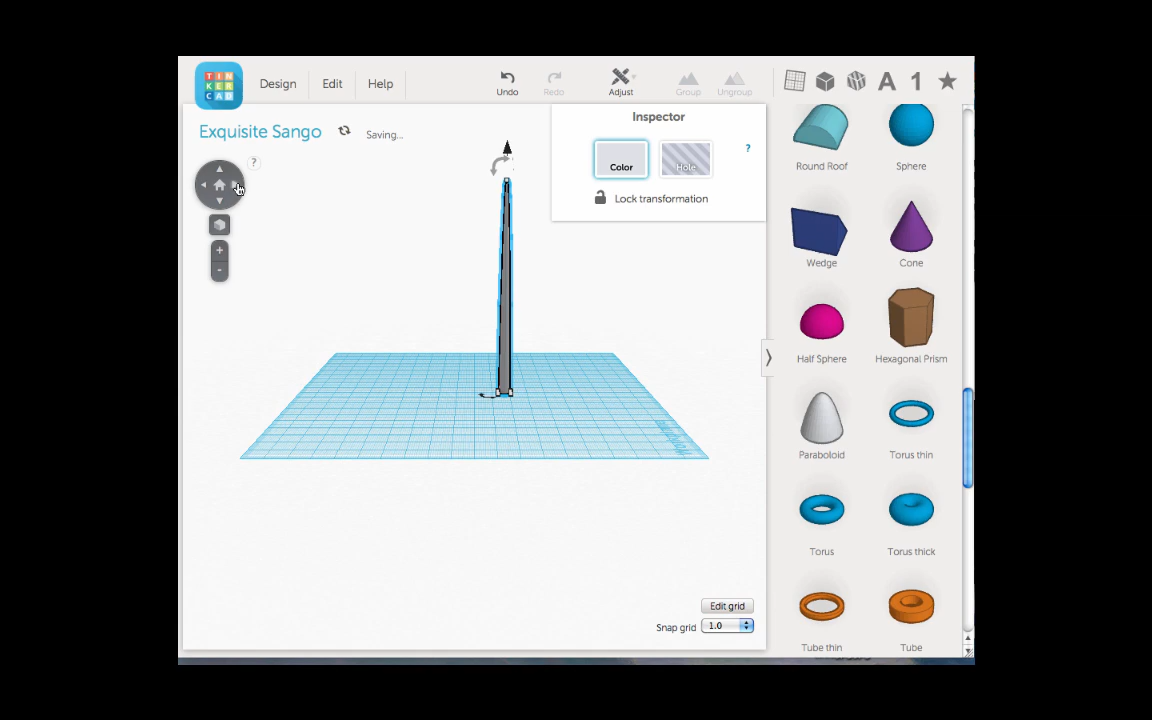 TIN
KER
CAD
Design
Edit
Help
Undo
Redo
Adjust
Group
Ungroup
A
1
Exquisite Sango
Saving...
?
+
-
Inspector
Color
Hole
?
Lock transformation
Round Roof
Sphere
Wedge
Cone
Half Sphere
Hexagonal Prism
Paraboloid
Torus thin
Torus
Torus thick
Tube thin
Tube
Edit grid
Snap grid
1.0